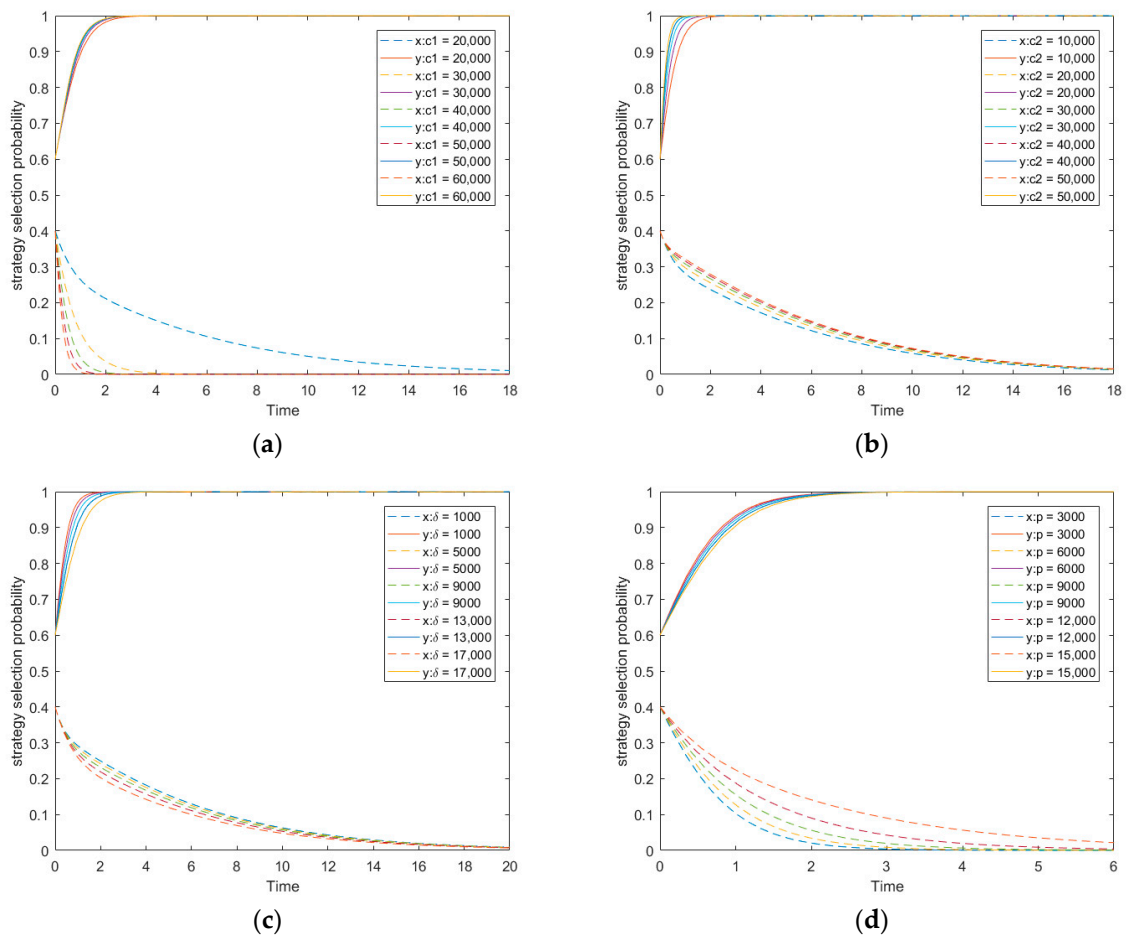 strategy selection probability
1
0.9
0.8
0.7
0.6
0.5
0.4
0.3
0.2
0.1
0
x:c1 = 20,000
y:c1 = 20,000
x:c1 = 30,000
y:c1 = 30,000
x:c1 = 40,000
y:c1 = 40,000
x:c1 = 50,000
y:c1 = 50,000
x:c1 = 60,000
y:c1 = 60,000
0 2 4 6 8 10 12 14 16 18
Time
(a)
strategy selection probability
1
0.9
0.8
0.7
0.6
0.5
0.4
0.3
0.2
0.1
0
x:c2 = 10,000
y:c2 = 10,000
x:c2 = 20,000
y:c2 = 20,000
x:c2 = 30,000
y:c2 = 30,000
x:c2 = 40,000
y:c2 = 40,000
x:c2 = 50,000
y:c2 = 50,000
0 2 4 6 8 10 12 14 16 18
Time
(b)
strategy selection probability
1
0.9
0.8
0.7
0.6
0.5
0.4
0.3
0.2
0.1
0
x:δ = 1000
y:δ = 1000
x:δ = 5000
y:δ = 5000
x:δ = 9000
y:δ = 9000
x:δ = 13,000
y:δ = 13,000
x:δ = 17,000
y:δ = 17,000
0 2 4 6 8 10 12 14 16 18 20
Time
(c)
strategy selection probability
1
0.9
0.8
0.7
0.6
0.5
0.4
0.3
0.2
0.1
0
x:p = 3000
y:p = 3000
x:p = 6000
y:p = 6000
x:p = 9000
y:p = 9000
x:p = 12,000
y:p = 12,000
x:p = 15,000
y:p = 15,000
0 1 2 3 4 5 6
Time
(d)